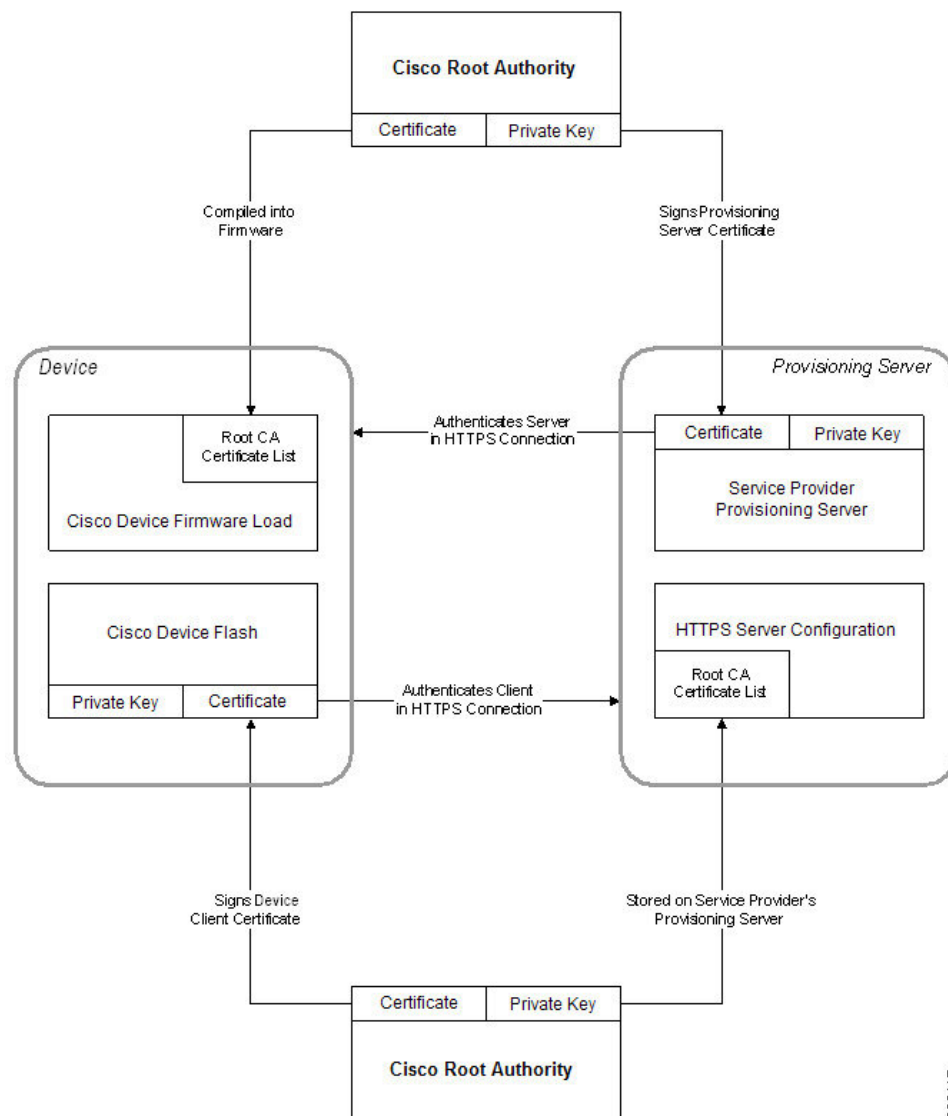 Cisco Root Authority
Certificate
Private Key
Compiled into
Firmware
Signs Provisioning
Server Certificate
Device
Provisioning Server
Root CA
Certificate List
Cisco Device Firmware Load
Authenticates Server
in HTTPS Connection
Certificate
Private Key
Service Provider
Provisioning Server
Cisco Device Flash
Private Key
Certificate
Authenticates Client
in HTTPS Connection
HTTPS Server Configuration
Root CA
Certificate List
Signs Device
Client Certificate
Stored on Service Provider's
Provisioning Server
Certificate
Private Key
Cisco Root Authority